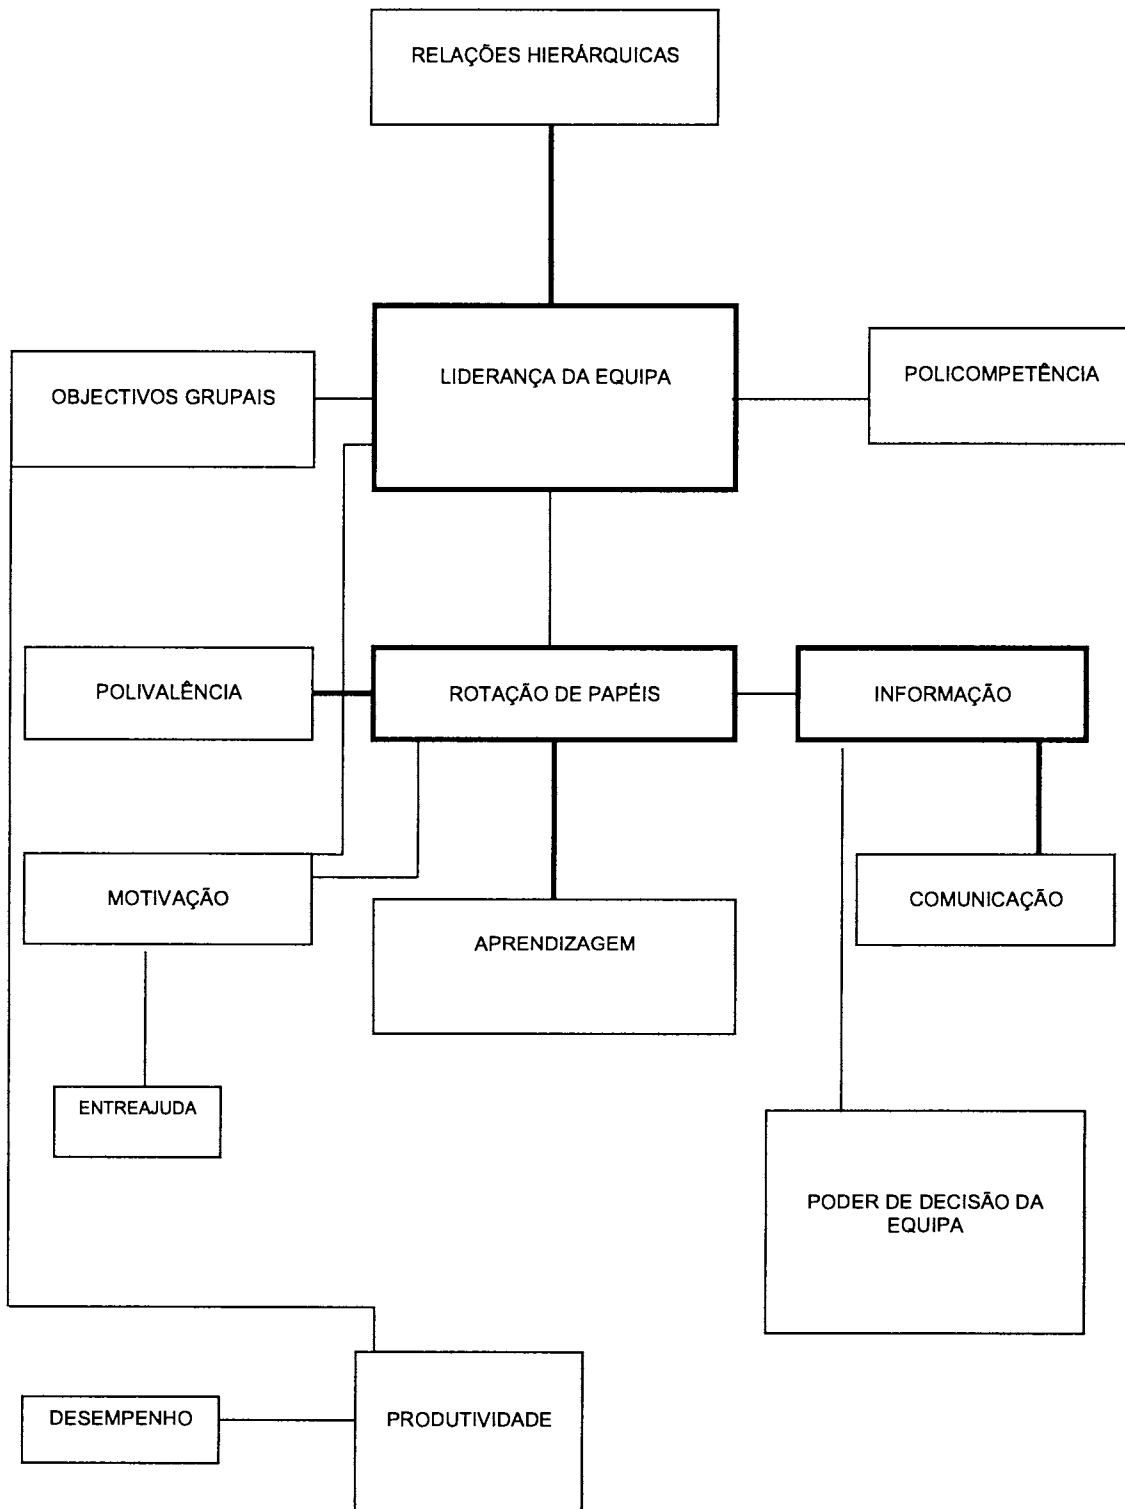 RELAÇÕES HIERÁRQUICAS
LIDERANÇA DA EQUIPA
POLICOMPETÊNCIA
OBJECTIVOS GRUPAIS
POLIVALÊNCIA
ROTAÇÃO DE PAPÉIS
INFORMAÇÃO
MOTIVAÇÃO
COMUNICAÇÃO
APRENDIZAGEM
ENTREAJUDA
PODER DE DECISÃO DA
EQUIPA
DESEMPENHO
PRODUTIVIDADE